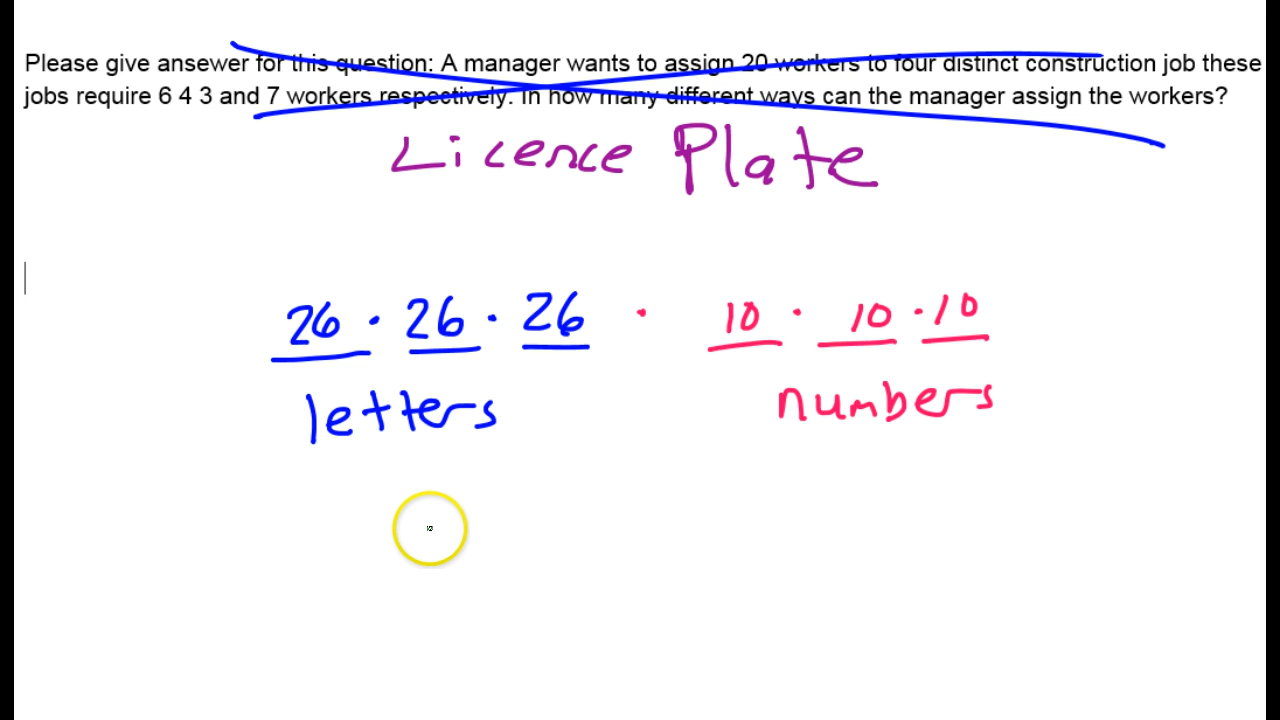 Please give ansewer for this question: A manager wants to assign 20 workers to four distinct construction job these
jobs require 6 4 3 and 7 workers respectively. In how many different ways can the manager assign the workers?
Licence Plate
26 · 26 · 26 · 10 · 10 · 10
letters numbers